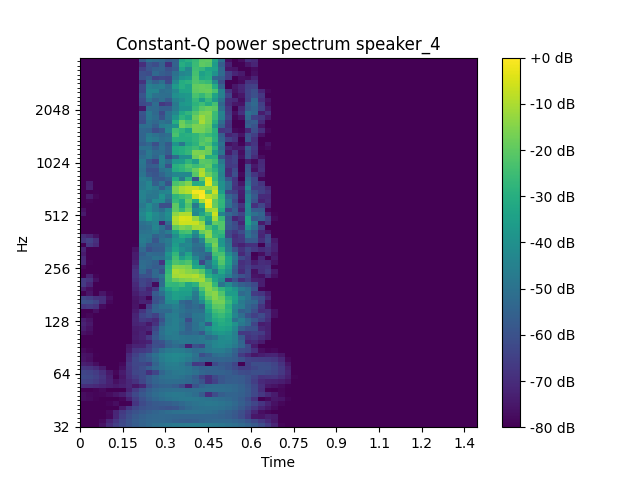 Constant-Q power spectrum speaker_4
Hz
2048
1024
512
256
128
64
32
0 0.15 0.3 0.45 0.6 0.75 0.9 1.1 1.2 1.4
Time
+0 dB
-10 dB
-20 dB
-30 dB
-40 dB
-50 dB
-60 dB
-70 dB
-80 dB